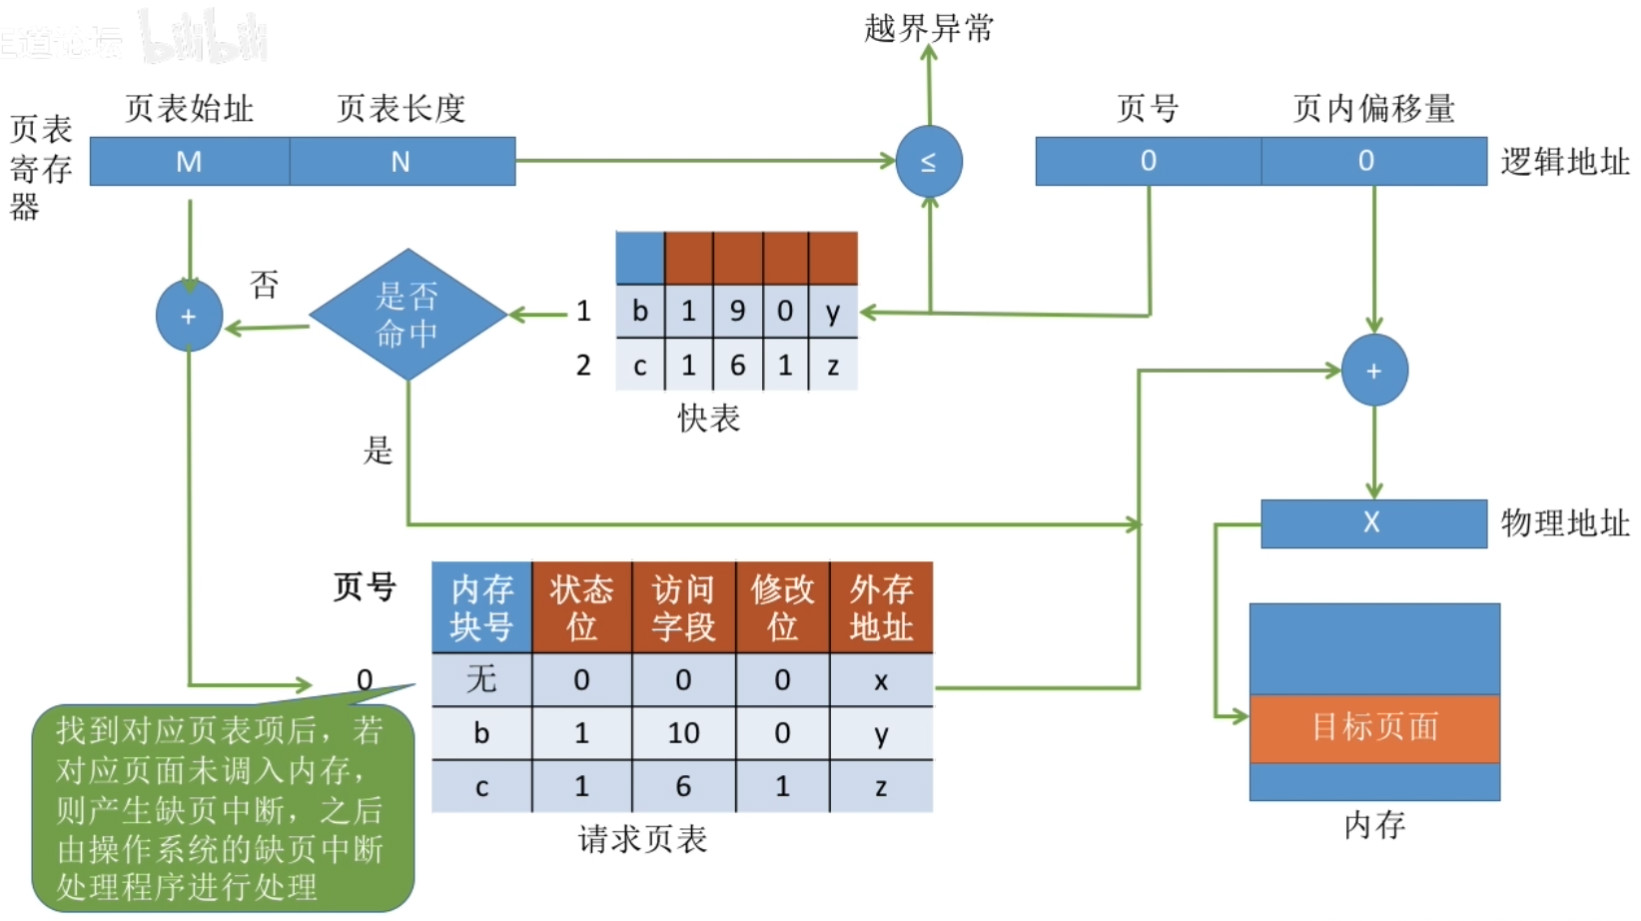 王道论坛 bilibili
越界异常
页表始址 页表长度 页号 页内偏移量
页表
寄存
器
M N ≤ 0 0 逻辑地址
否
是否
命中
+
1 b 1 9 0 y
2 c 1 6 1 z
+
快表
是
X 物理地址
页号 内存
块号 状态
位 访问
字段 修改
位 外存
地址
0 无 0 0 0 x
b 1 10 0 y
c 1 6 1 z
请求页表
找到对应页表项后，若
对应页面未调入内存，
则产生缺页中断，之后
由操作系统的缺页中断
处理程序进行处理
目标页面
内存